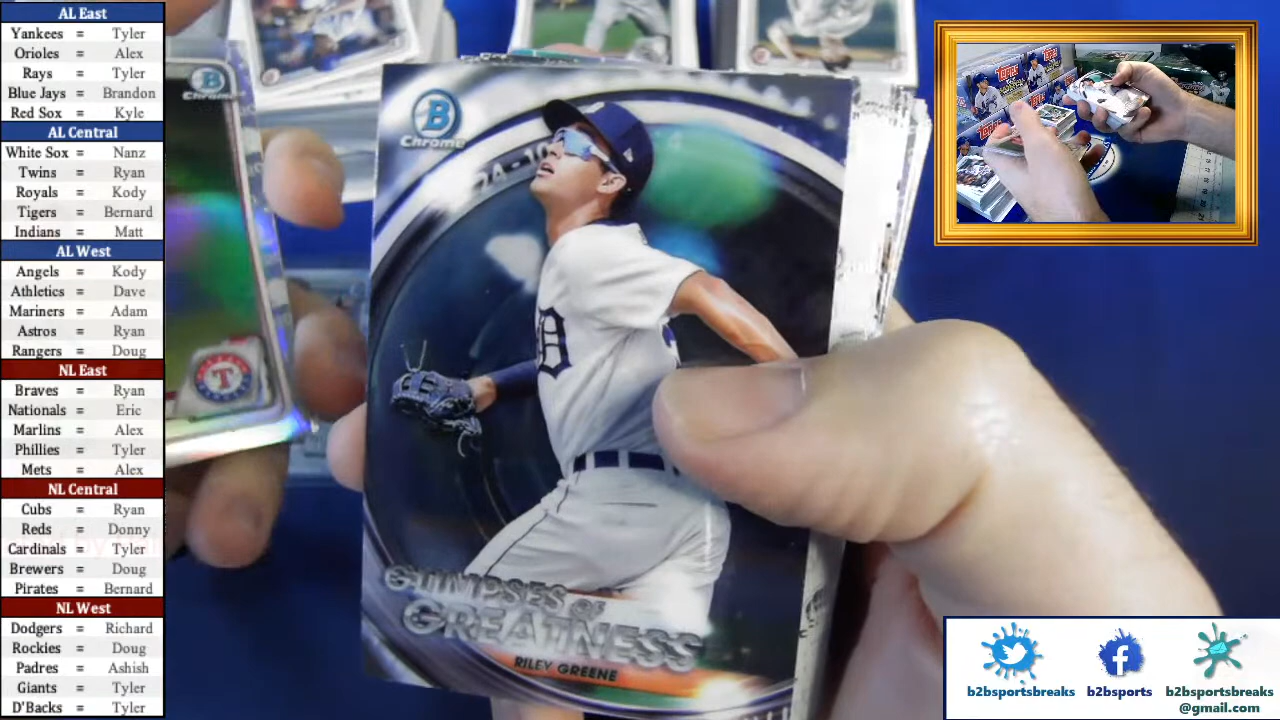 AL East
Yankees = Tyler
Orioles = Alex
Rays = Tyler
Blue Jays = Brandon
Red Sox = Kyle
AL Central
White Sox = Nanz
Twins = Ryan
Royals = Kody
Tigers = Bernard
Indians = Matt
AL West
Angels = Kody
Athletics = Dave
Mariners = Adam
Astros = Ryan
Rangers = Doug
NL East
Braves = Ryan
Nationals = Eric
Marlins = Alex
Phillies = Tyler
Mets = Alex
NL Central
Cubs = Ryan
Reds = Donny
Cardinals = Tyler
Brewers = Doug
Pirates = Bernard
NL West
Dodgers = Richard
Rockies = Doug
Padres = Ashish
Giants = Tyler
D'Backs = Tyler
B
Chrome
T
B
Chrome
D
GLIMPSES OF
GREATNESS
RILEY GREENE
TOPPS
b2bsportsbreaks
b2bsports
b2bsportsbreaks
@gmail.com